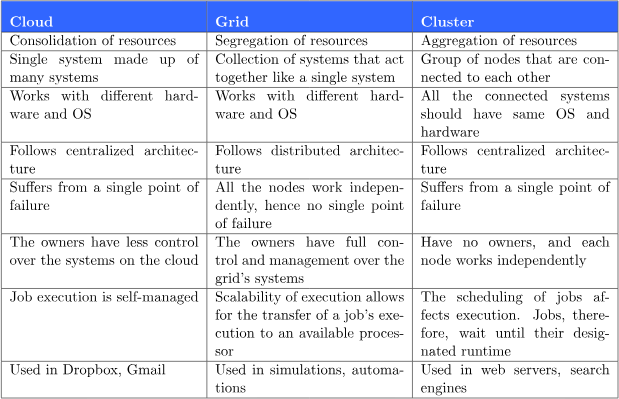 Cloud
Grid
Cluster
Consolidation of resources
Segregation of resources
Aggregation of resources
Single system made up of
many systems
Collection of systems that act
together like a single system
Group of nodes that are con-
nected to each other
Works with different hard-
ware and OS
Works with different hard-
ware and OS
All the connected systems
should have same OS and
hardware
Follows centralized architec-
ture
Follows distributed architec-
ture
Follows centralized architec-
ture
Suffers from a single point of
failure
All the nodes work indepen-
dently, hence no single point
of failure
Suffers from a single point of
failure
The owners have less control
over the systems on the cloud
The owners have full con-
trol and management over the
grid's systems
Have no owners, and each
node works independently
Job execution is self-managed
Scalability of execution allows
for the transfer of a job's exe-
cution to an available proces-
sor
The scheduling of jobs af-
fects execution. Jobs, there-
fore, wait until their desig-
nated runtime
Used in Dropbox, Gmail
Used in simulations, automa-
tions
Used in web servers, search
engines